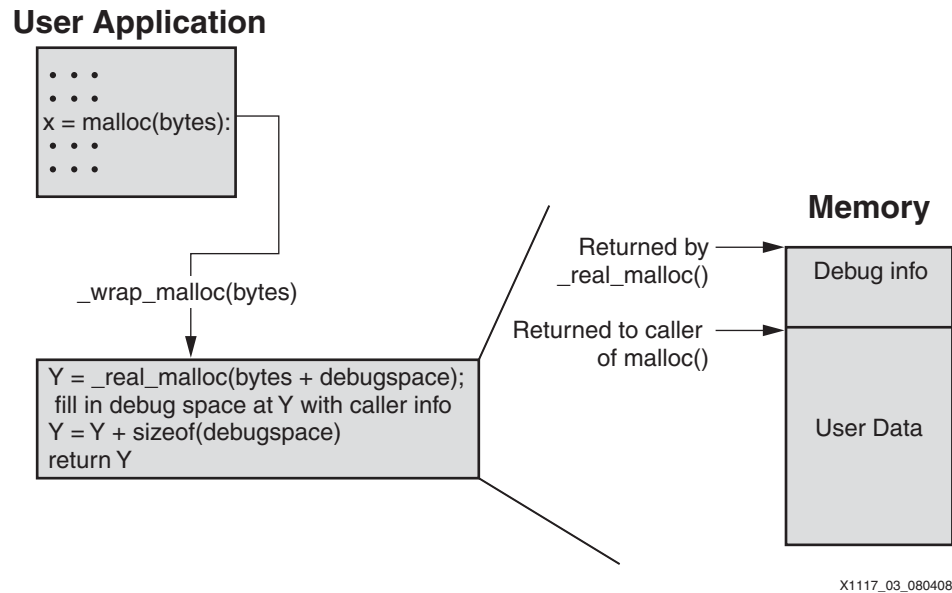 User Application
• • •
• • •
x = malloc(bytes):
• • •
• • •
_wrap_malloc(bytes)
Y = _real_malloc(bytes + debugspace);
fill in debug space at Y with caller info
Y = Y + sizeof(debugspace)
return Y
Memory
Returned by
_real_malloc()
Debug info
Returned to caller
of malloc()
User Data
X1117_03_080408